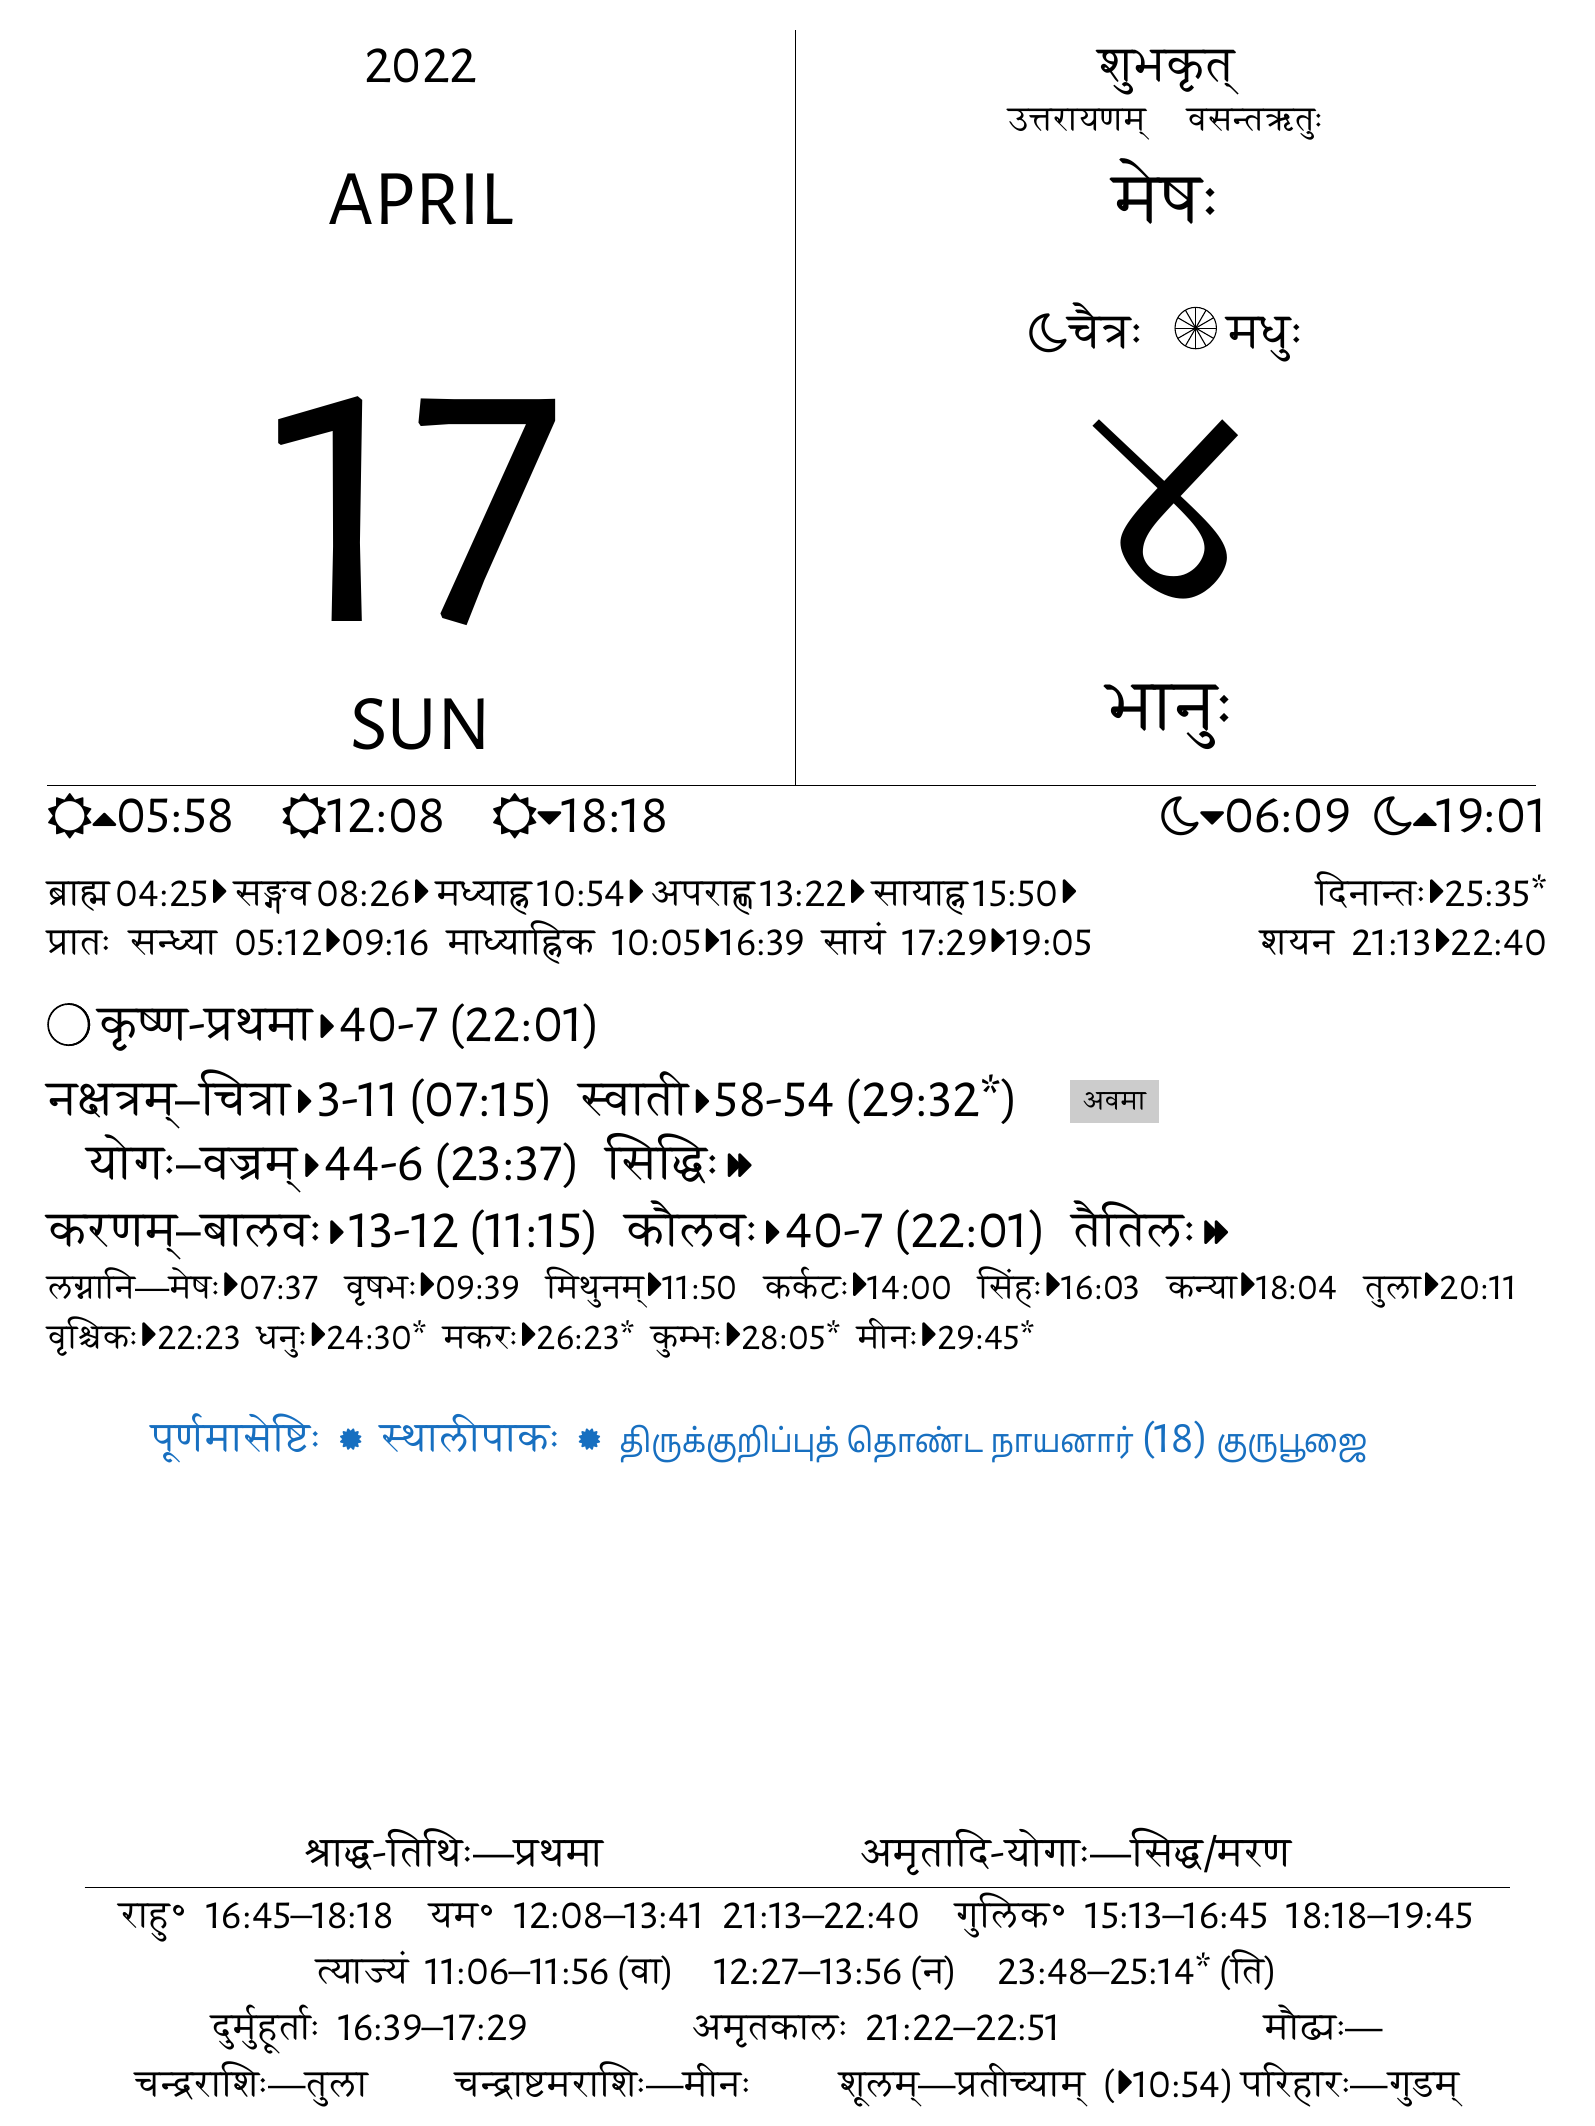 2022
APRIL
17
SUN
शुभकृत्
उत्तरायणम् वसन्तऋतुः
मेषः
चैत्रः मधुः
४
भानुः
05:58 12:08 18:18 06:09 19:01
ब्राह्म 04:25 सङ्गव 08:26 मध्याह्न 10:54 अपराह्ण 13:22 सायाह्न 15:50 दिनान्तः 25:35*
प्रातः सन्ध्या 05:12 09:16 माध्याह्निक 10:05 16:39 सायं 17:29 19:05 शयन 21:13 22:40
कृष्ण-प्रथमा 40-7 (22:01)
नक्षत्रम्–चित्रा 3-11 (07:15) स्वाती 58-54 (29:32*) अवमा
योगः–वज्रम् 44-6 (23:37) सिद्धिः
करणम्–बालवः 13-12 (11:15) कौलवः 40-7 (22:01) तैतिलः
लग्नानि—मेषः 07:37 वृषभः 09:39 मिथुनम् 11:50 कर्कटः 14:00 सिंहः 16:03 कन्या 18:04 तुला 20:11
वृश्चिकः 22:23 धनुः 24:30* मकरः 26:23* कुम्भः 28:05* मीनः 29:45*
पूर्णमासेष्टिः ✹ स्थालीपाकः ✹ திருக்குறிப்புத் தொண்ட நாயனார் (18) குருபூஜை
श्राद्ध-तिथिः—प्रथमा अमृतादि-योगाः—सिद्ध/मरण
राहु॰ 16:45–18:18 यम॰ 12:08–13:41 21:13–22:40 गुलिक॰ 15:13–16:45 18:18–19:45
त्याज्यं 11:06–11:56 (वा) 12:27–13:56 (न) 23:48–25:14* (ति)
दुर्मुहूर्ताः 16:39–17:29 अमृतकालः 21:22–22:51 मौढ्यः—
चन्द्रराशिः—तुला चन्द्राष्टमराशिः—मीनः शूलम्—प्रतीच्याम् (10:54) परिहारः—गुडम्